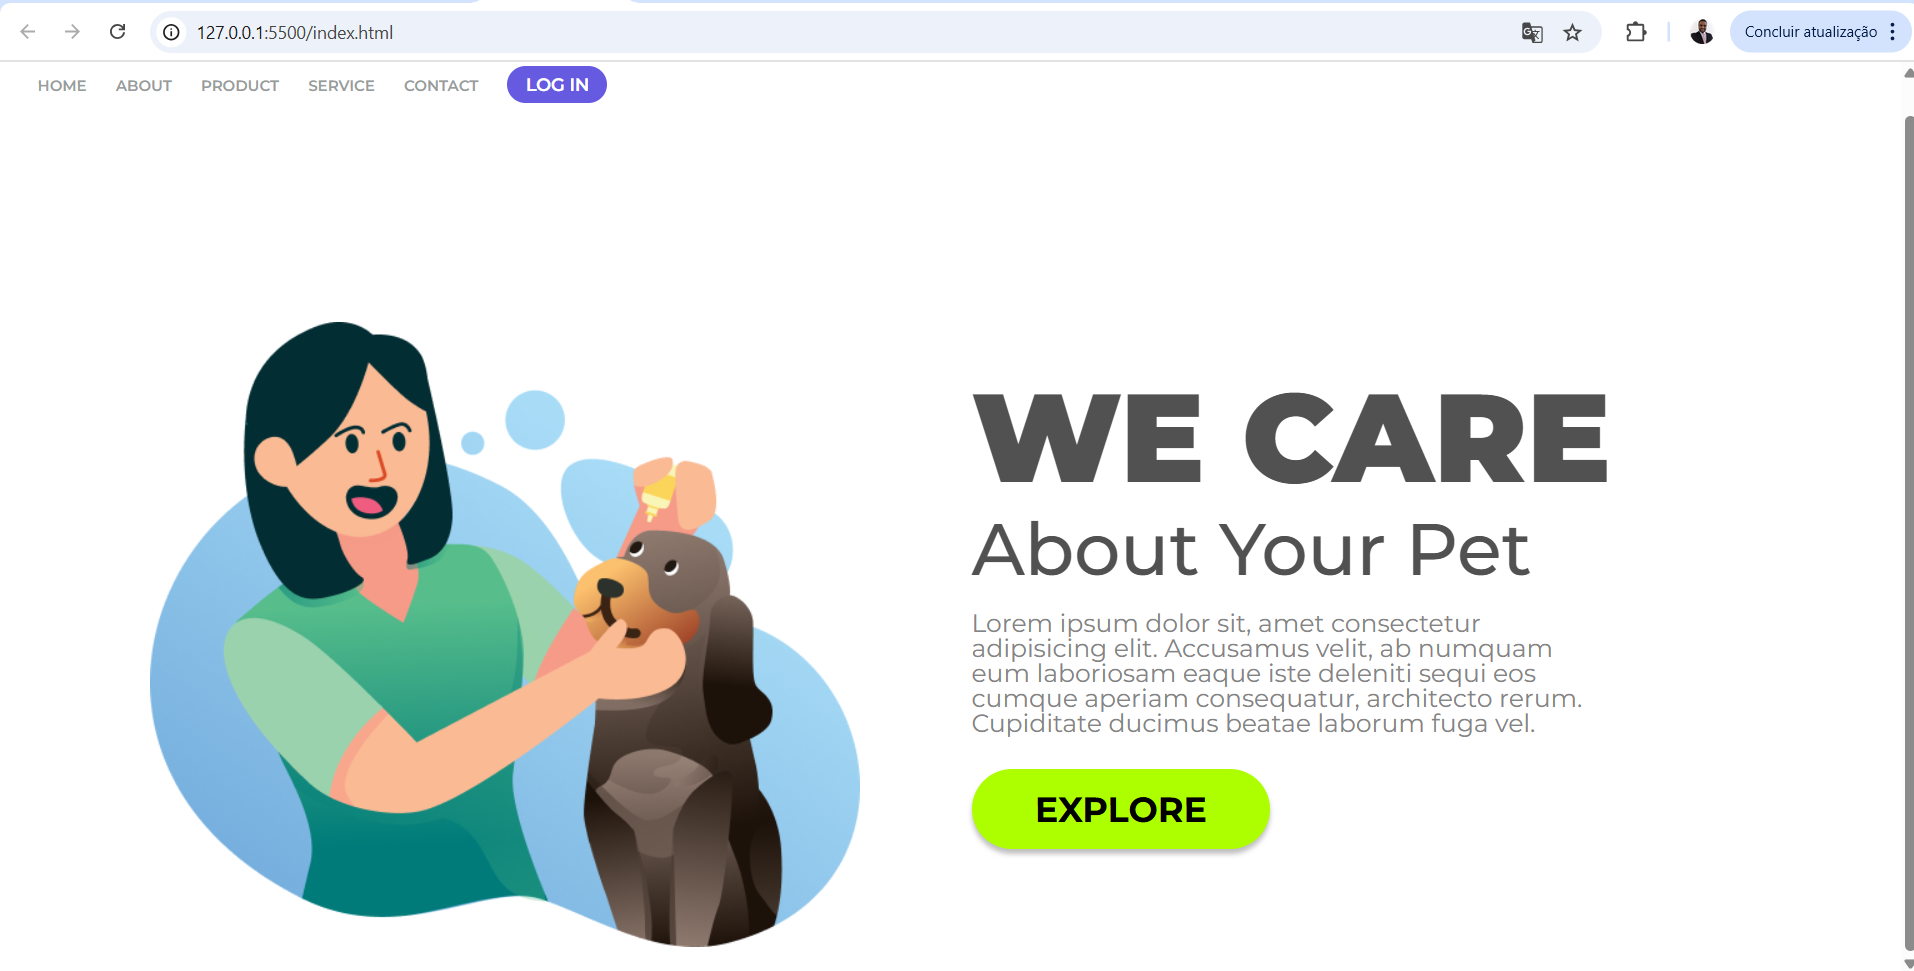 127.0.0.1:5500/index.html
Concluir atualização
HOME ABOUT PRODUCT SERVICE CONTACT LOG IN
WE CARE
About Your Pet
Lorem ipsum dolor sit, amet consectetur
adipisicing elit. Accusamus velit, ab numquam
eum laboriosam eaque iste deleniti sequi eos
cumque aperiam consequatur, architecto rerum.
Cupiditate ducimus beatae laborum fuga vel.
EXPLORE